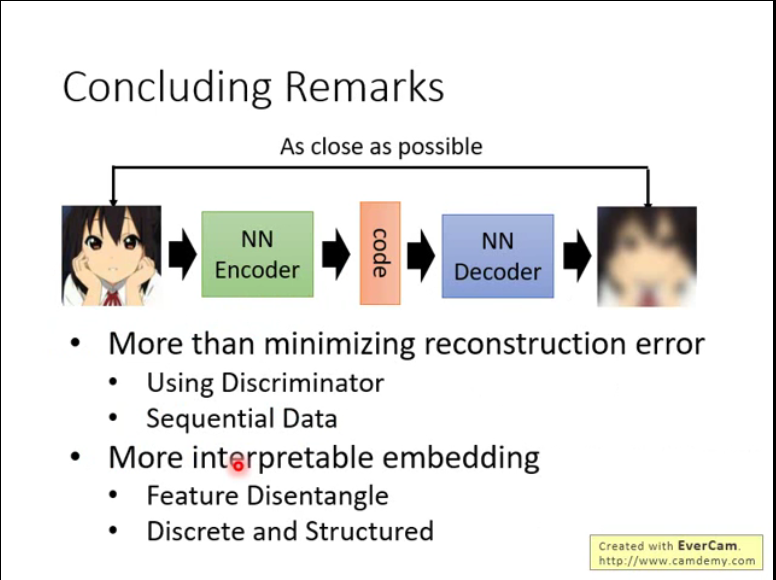 Concluding Remarks
As close as possible
NN
Encoder
code
NN
Decoder
• More than minimizing reconstruction error
• Using Discriminator
• Sequential Data
• More interpretable embedding
• Feature Disentangle
• Discrete and Structured
Created with EverCam.
http://www.camdemy.com